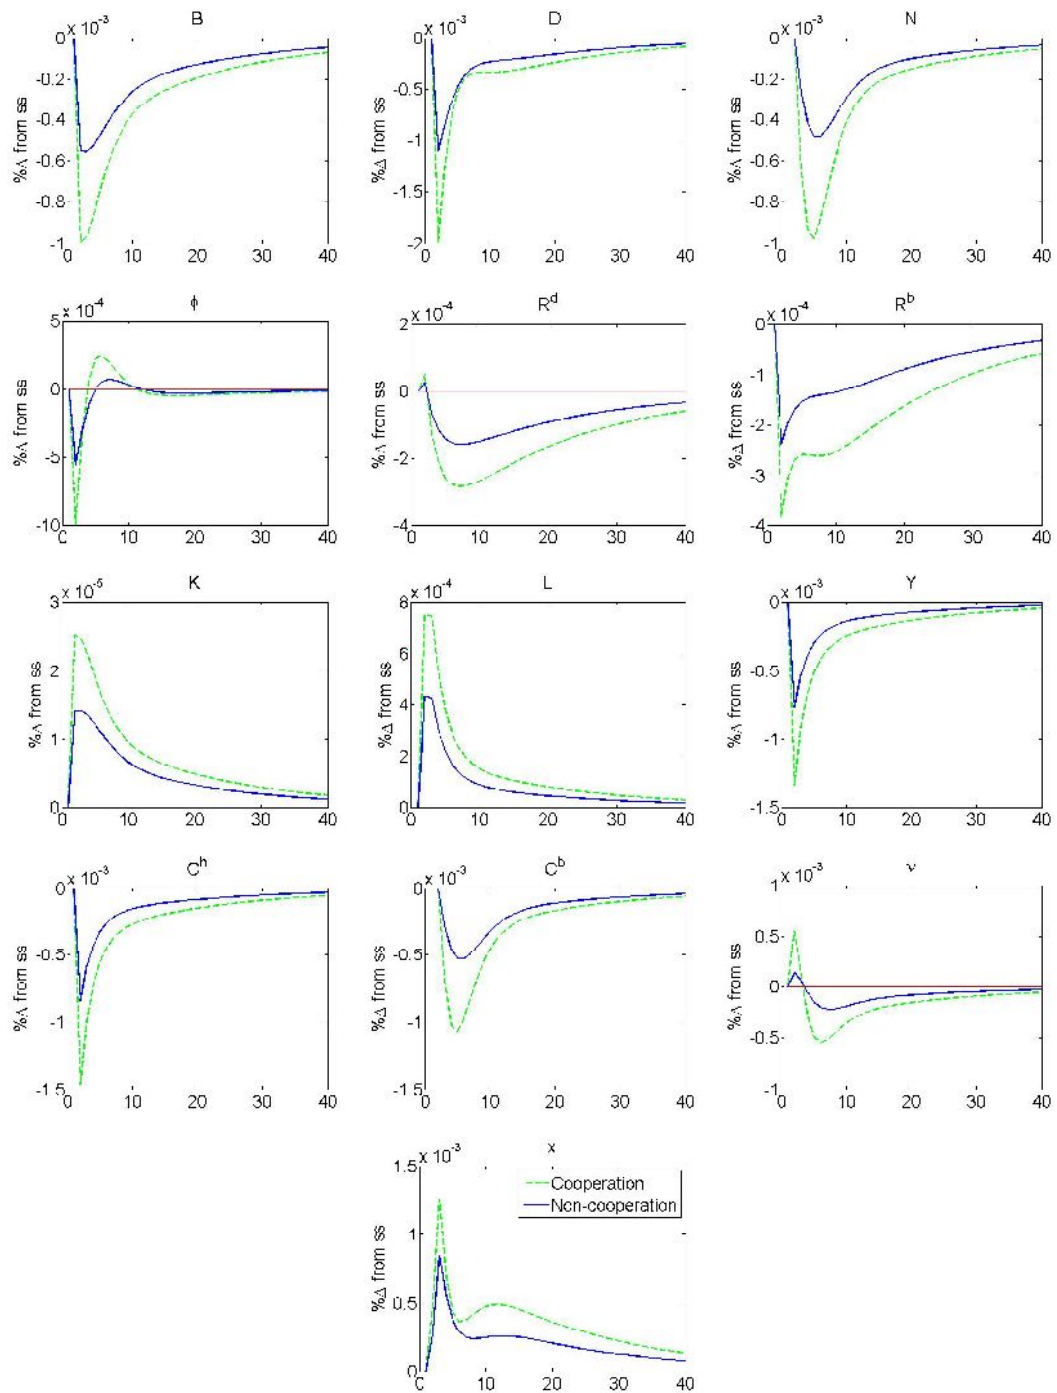 x 10^-3 B
x 10^-3 D
x 10^-3 N
%Δ from ss
0
-0.2
-0.4
-0.6
-0.8
-1
0 10 20 30 40
%Δ from ss
0
-0.5
-1
-1.5
-2
0 10 20 30 40
%Δ from ss
0
-0.2
-0.4
-0.6
-0.8
-1
0 10 20 30 40
x 10^-4 ϕ
x 10^-4 R^d
x 10^-4 R^b
%Δ from ss
5
0
-5
-10
0 10 20 30 40
%Δ from ss
2
0
-2
-4
0 10 20 30 40
%Δ from ss
0
-1
-2
-3
-4
0 10 20 30 40
x 10^-5 K
x 10^-4 L
x 10^-3 Y
%Δ from ss
3
2
1
0
0 10 20 30 40
%Δ from ss
8
6
4
2
0
0 10 20 30 40
%Δ from ss
0
-0.5
-1
-1.5
0 10 20 30 40
x 10^-3 C^h
x 10^-3 C^b
x 10^-3 ν
%Δ from ss
0
-0.5
-1
-1.5
0 10 20 30 40
%Δ from ss
0
-0.5
-1
-1.5
0 10 20 30 40
%Δ from ss
1
0.5
0
-0.5
-1
0 10 20 30 40
x 10^-3 x
%Δ from ss
1.5
1
0.5
0
0 10 20 30 40
Cooperation
Non-cooperation